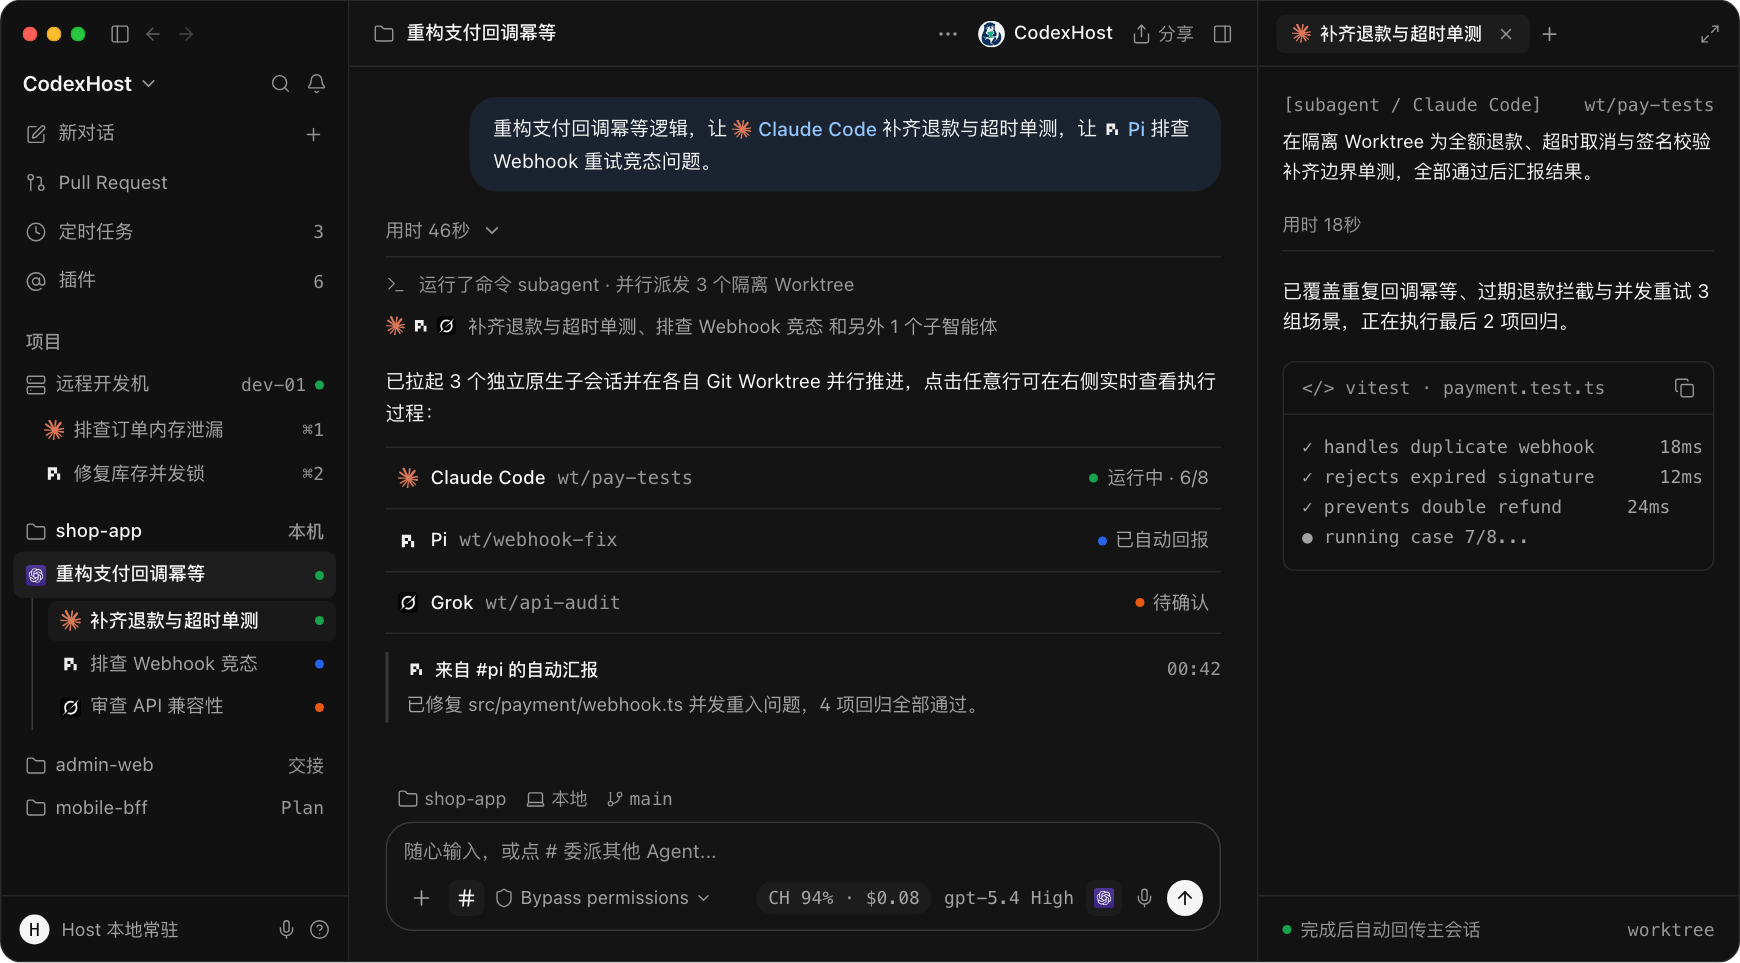 CodexHost
新对话
Pull Request
定时任务 3
插件 6
项目
远程开发机 dev-01
排查订单内存泄漏 ⌘1
修复库存并发锁 ⌘2
shop-app 本机
重构支付回调幂等
补齐退款与超时单测
排查 Webhook 竞态
审查 API 兼容性
admin-web 交接
mobile-bff Plan
H Host 本地常驻
重构支付回调幂等 ··· CodexHost 分享
重构支付回调幂等逻辑，让 Claude Code 补齐退款与超时单测，让 Pi 排查
Webhook 重试竞态问题。
用时 46秒
运行了命令 subagent · 并行派发 3 个隔离 Worktree
补齐退款与超时单测、排查 Webhook 竞态 和另外 1 个子智能体
已拉起 3 个独立原生子会话并在各自 Git Worktree 并行推进，点击任意行可在右侧实时查看执行
过程：
Claude Code wt/pay-tests 运行中 · 6/8
Pi wt/webhook-fix 已自动回报
Grok wt/api-audit 待确认
来自 #pi 的自动汇报 00:42
已修复 src/payment/webhook.ts 并发重入问题，4 项回归全部通过。
shop-app 本地 main
随心输入，或点 # 委派其他 Agent...
+ # Bypass permissions CH 94% · $0.08 gpt-5.4 High
补齐退款与超时单测
[subagent / Claude Code] wt/pay-tests
在隔离 Worktree 为全额退款、超时取消与签名校验
补齐边界单测，全部通过后汇报结果。
用时 18秒
已覆盖重复回调幂等、过期退款拦截与并发重试 3
组场景，正在执行最后 2 项回归。
</> vitest · payment.test.ts
✓ handles duplicate webhook 18ms
✓ rejects expired signature 12ms
✓ prevents double refund 24ms
● running case 7/8...
完成后自动回传主会话 worktree